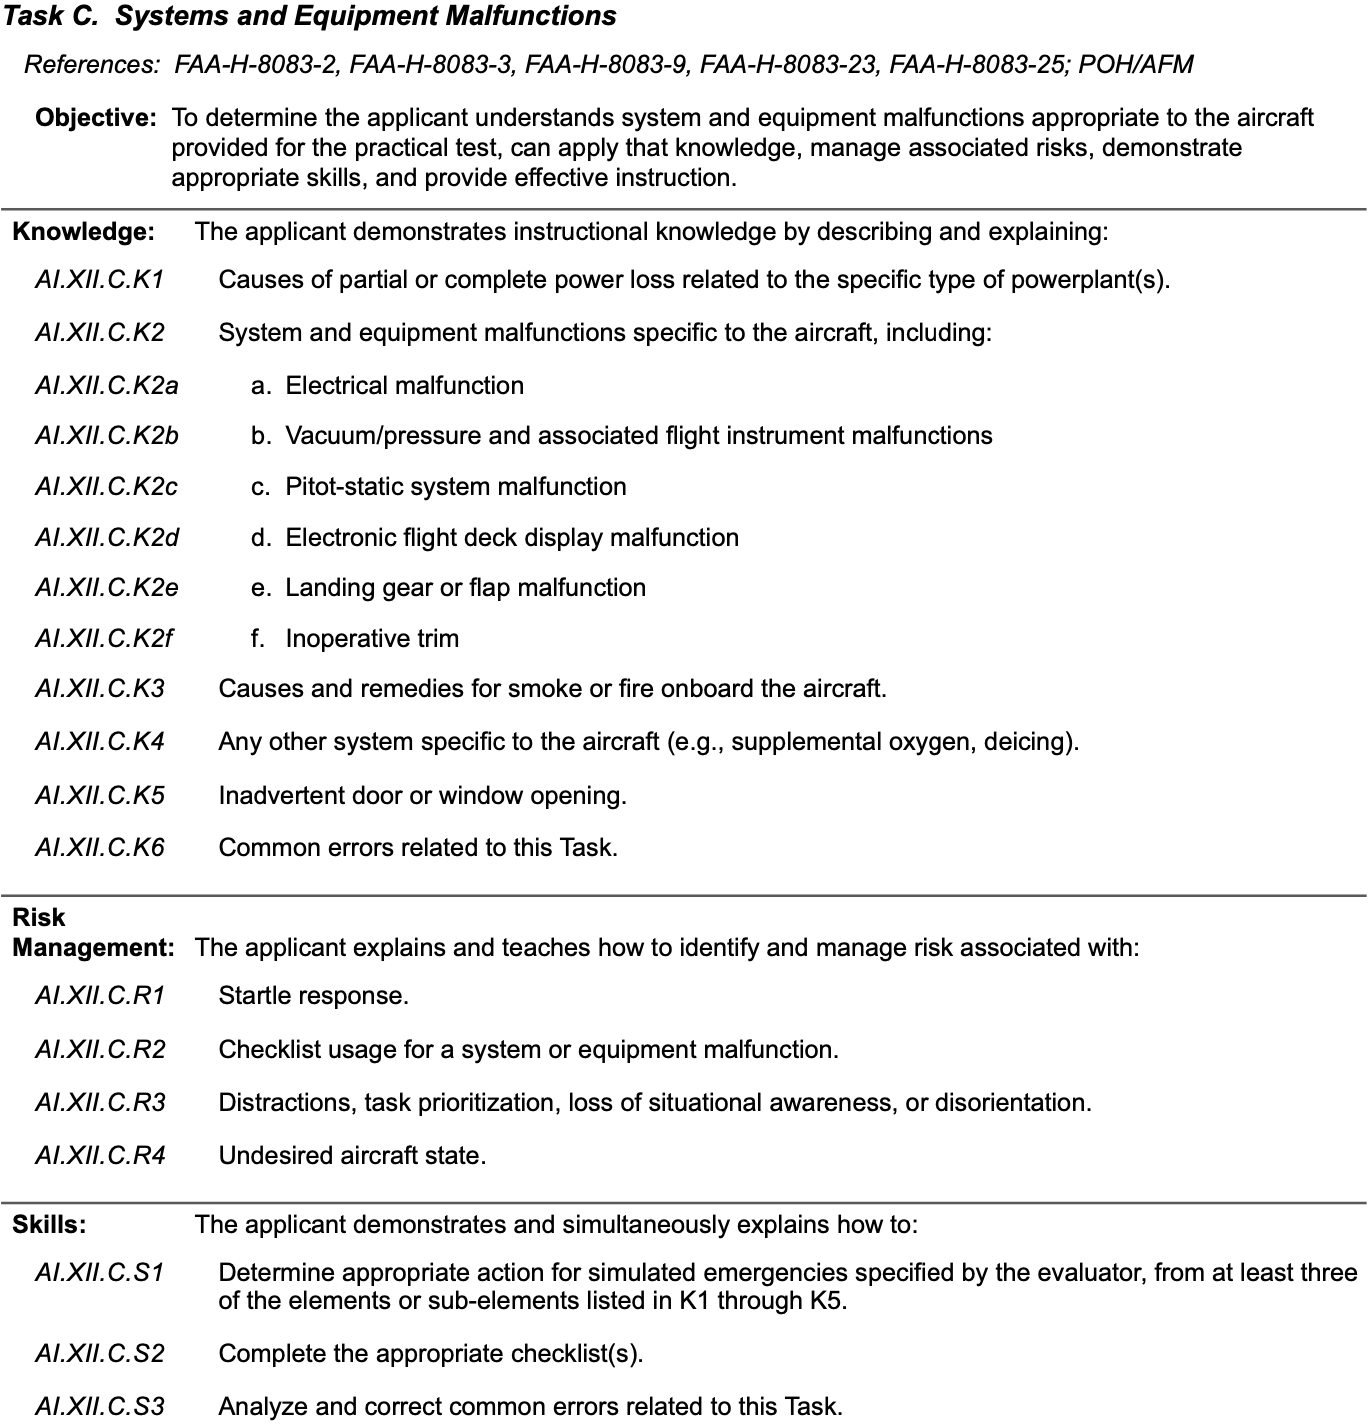 Task C. Systems and Equipment Malfunctions
References: FAA-H-8083-2, FAA-H-8083-3, FAA-H-8083-9, FAA-H-8083-23, FAA-H-8083-25; POH/AFM
Objective: To determine the applicant understands system and equipment malfunctions appropriate to the aircraft
provided for the practical test, can apply that knowledge, manage associated risks, demonstrate
appropriate skills, and provide effective instruction.
Knowledge: The applicant demonstrates instructional knowledge by describing and explaining:
AI.XII.C.K1 Causes of partial or complete power loss related to the specific type of powerplant(s).
AI.XII.C.K2 System and equipment malfunctions specific to the aircraft, including:
AI.XII.C.K2a a. Electrical malfunction
AI.XII.C.K2b b. Vacuum/pressure and associated flight instrument malfunctions
AI.XII.C.K2c c. Pitot-static system malfunction
AI.XII.C.K2d d. Electronic flight deck display malfunction
AI.XII.C.K2e e. Landing gear or flap malfunction
AI.XII.C.K2f f. Inoperative trim
AI.XII.C.K3 Causes and remedies for smoke or fire onboard the aircraft.
AI.XII.C.K4 Any other system specific to the aircraft (e.g., supplemental oxygen, deicing).
AI.XII.C.K5 Inadvertent door or window opening.
AI.XII.C.K6 Common errors related to this Task.
Risk
Management: The applicant explains and teaches how to identify and manage risk associated with:
AI.XII.C.R1 Startle response.
AI.XII.C.R2 Checklist usage for a system or equipment malfunction.
AI.XII.C.R3 Distractions, task prioritization, loss of situational awareness, or disorientation.
AI.XII.C.R4 Undesired aircraft state.
Skills: The applicant demonstrates and simultaneously explains how to:
AI.XII.C.S1 Determine appropriate action for simulated emergencies specified by the evaluator, from at least three
of the elements or sub-elements listed in K1 through K5.
AI.XII.C.S2 Complete the appropriate checklist(s).
AI.XII.C.S3 Analyze and correct common errors related to this Task.